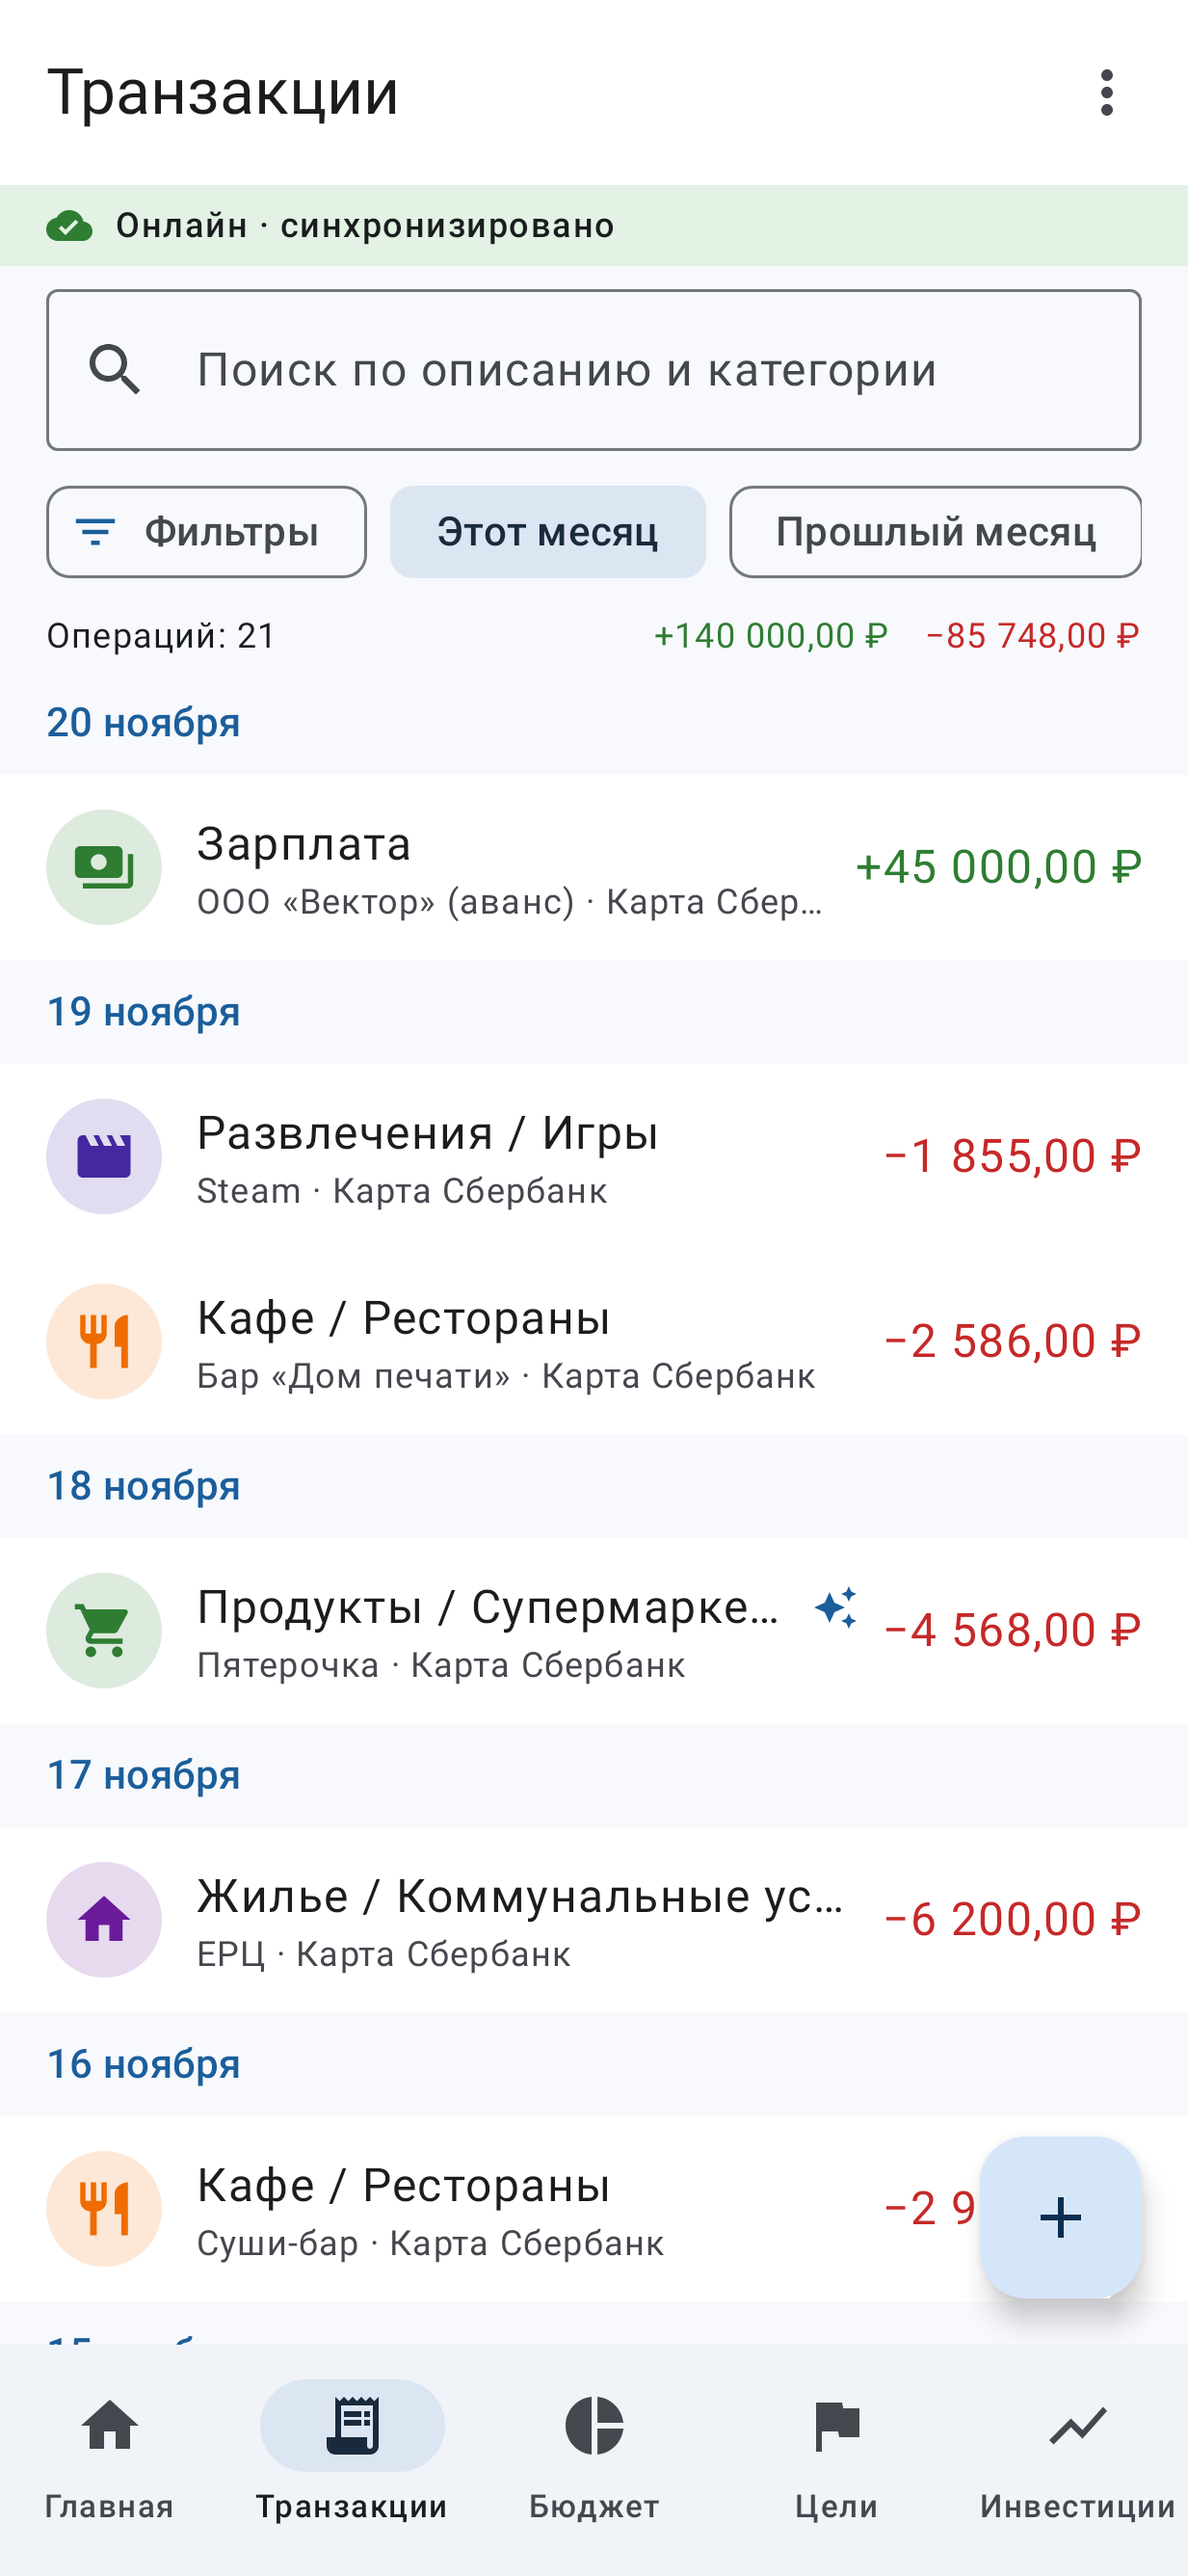 Транзакции
Онлайн · синхронизировано
Поиск по описанию и категории
Фильтры
Этот месяц
Прошлый месяц
Операций: 21
+140 000,00 ₽
−85 748,00 ₽
20 ноября
Зарплата
+45 000,00 ₽
ООО «Вектор» (аванс) · Карта Сбер…
19 ноября
Развлечения / Игры
−1 855,00 ₽
Steam · Карта Сбербанк
Кафе / Рестораны
−2 586,00 ₽
Бар «Дом печати» · Карта Сбербанк
18 ноября
Продукты / Супермарке…
−4 568,00 ₽
Пятерочка · Карта Сбербанк
17 ноября
Жилье / Коммунальные ус…
−6 200,00 ₽
ЕРЦ · Карта Сбербанк
16 ноября
Кафе / Рестораны
−2 9
Суши-бар · Карта Сбербанк
Главная
Транзакции
Бюджет
Цели
Инвестиции